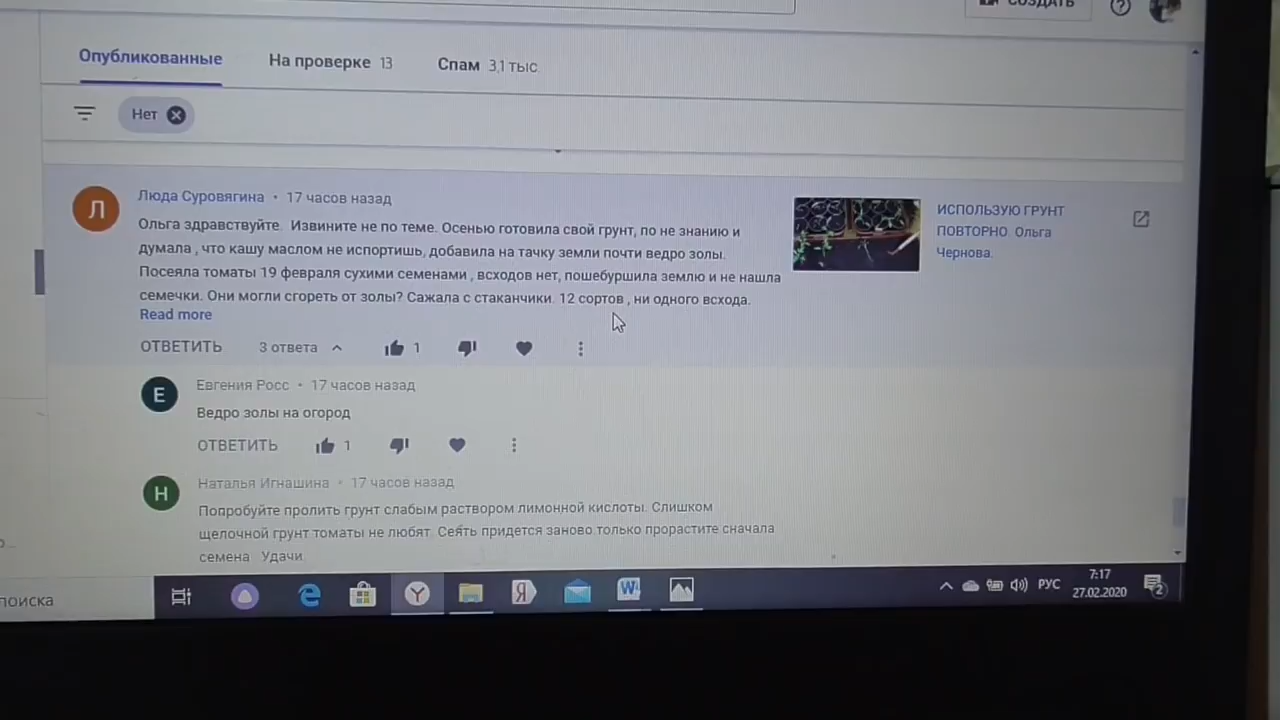 СОЗДАТЬ
Опубликованные
На проверке 13
Спам 3,1 тыс.
Нет
Люда Суровягина • 17 часов назад
Ольга здравствуйте. Извините не по теме. Осенью готовила свой грунт, по не знанию и
думала , что кашу маслом не испортишь, добавила на тачку земли почти ведро золы.
Посеяла томаты 19 февраля сухими семенами , всходов нет, пошебуршила землю и не нашла
семечки. Они могли сгореть от золы? Сажала с стаканчики. 12 сортов , ни одного всхода.
Read more
ИСПОЛЬЗУЮ ГРУНТ
ПОВТОРНО. Ольга
Чернова.
ОТВЕТИТЬ 3 ответа 1
Л
Евгения Росс • 17 часов назад
Е
Ведро золы на огород
ОТВЕТИТЬ 1
Наталья Игнашина • 17 часов назад
Н
Попробуйте пролить грунт слабым раствором лимонной кислоты. Слишком
щелочной грунт томаты не любят. Сеять придется заново только прорастите сначала
семена Удачи.
поиска
Я
W
РУС
7:17
27.02.2020
2